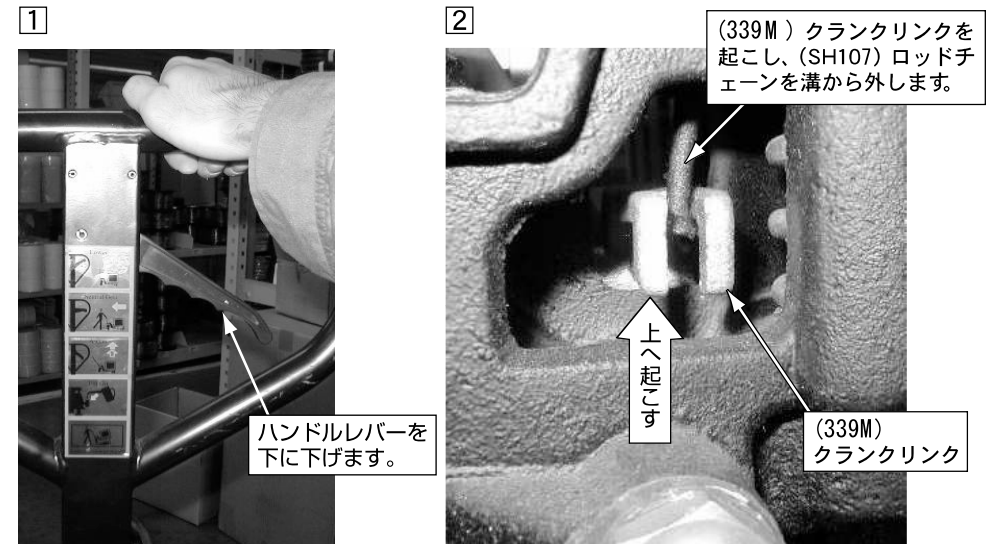 1
ハンドルレバーを
下に下げます。
2
(339M ) クランクリンクを
起こし、(SH107) ロッドチ
ェーンを溝から外します。
上へ起こす
(339M)
クランクリンク